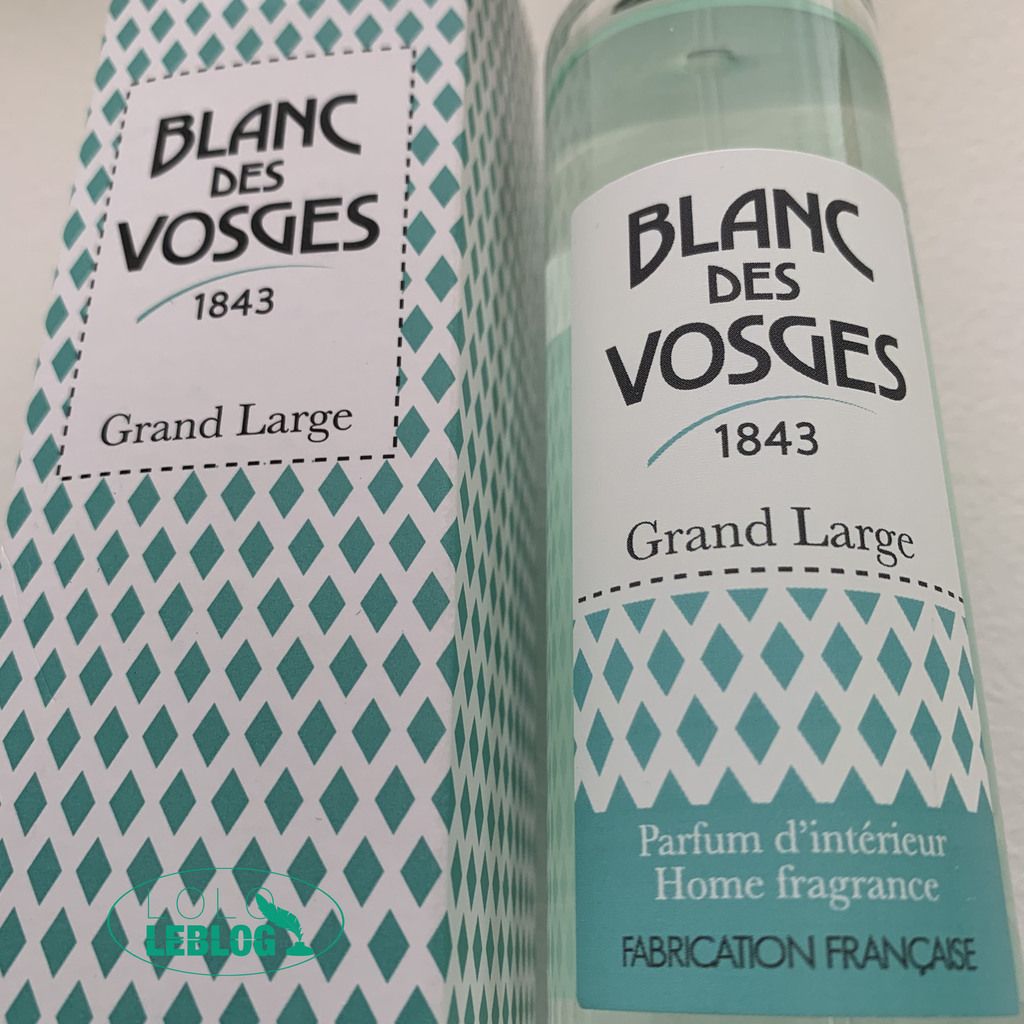 BLANC
DES
VOSGES
1843
Grand Large
BLANC
DES
VOSGES
1843
Grand Large
Parfum d'intérieur
Home fragrance
FABRICATION FRANÇAISE
LOLO
LEBLOG